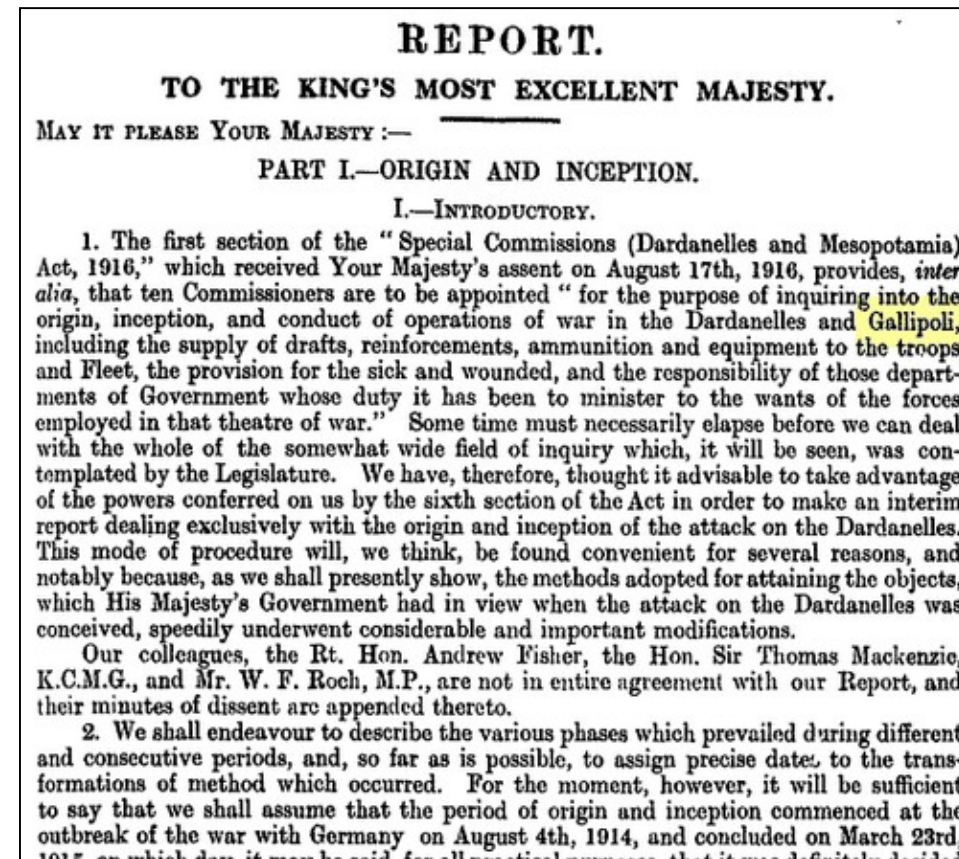 REPORT.
TO THE KING'S MOST EXCELLENT MAJESTY.
MAY IT PLEASE YOUR MAJESTY :—
PART I.—ORIGIN AND INCEPTION.
I.—INTRODUCTORY.
1. The first section of the " Special Commissions (Dardanelles and Mesopotamia)
Act, 1916," which received Your Majesty's assent on August 17th, 1916, provides, inter
alia, that ten Commissioners are to be appointed " for the purpose of inquiring into the
origin, inception, and conduct of operations of war in the Dardanelles and Gallipoli,
including the supply of drafts, reinforcements, ammunition and equipment to the troops
and Fleet, the provision for the sick and wounded, and the responsibility of those depart-
ments of Government whose duty it has been to minister to the wants of the forces
employed in that theatre of war." Some time must necessarily elapse before we can deal
with the whole of the somewhat wide field of inquiry which, it will be seen, was con-
templated by the Legislature. We have, therefore, thought it advisable to take advantage
of the powers conferred on us by the sixth section of the Act in order to make an interim
report dealing exclusively with the origin and inception of the attack on the Dardanelles.
This mode of procedure will, we think, be found convenient for several reasons, and
notably because, as we shall presently show, the methods adopted for attaining the objects,
which His Majesty's Government had in view when the attack on the Dardanelles was
conceived, speedily underwent considerable and important modifications.
Our colleagues, the Rt. Hon. Andrew Fisher, the Hon. Sir Thomas Mackenzie,
K.C.M.G., and Mr. W. F. Roch, M.P., are not in entire agreement with our Report, and
their minutes of dissent are appended thereto.
2. We shall endeavour to describe the various phases which prevailed during different
and consecutive periods, and, so far as is possible, to assign precise dates to the trans-
formations of method which occurred. For the moment, however, it will be sufficient
to say that we shall assume that the period of origin and inception commenced at the
outbreak of the war with Germany on August 4th, 1914, and concluded on March 23rd,
1915, on which day, it may be said, for all practical purposes, that it was definitely decided